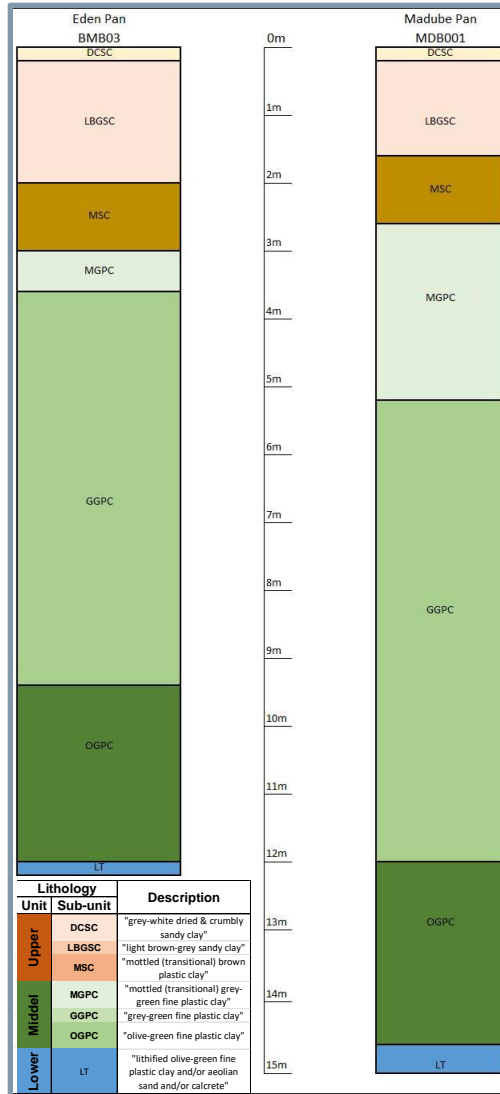 Eden Pan
BMB03
DCSC
LBGSC
MSC
MGPC
GGPC
OGPC
LT
0m
1m
2m
3m
4m
5m
6m
7m
8m
9m
10m
11m
12m
13m
14m
15m
Madube Pan
MDB001
DCSC
LBGSC
MSC
MGPC
GGPC
OGPC
LT
Lithology
Description
Unit Sub-unit
Upper
DCSC
"grey-white dried & crumbly
sandy clay"
LBGSC "light brown-grey sandy clay"
MSC
"mottled (transitional) brown
plastic clay"
Middel
MGPC
"mottled (transitional) grey-
green fine plastic clay"
GGPC "grey-green fine plastic clay"
OGPC "olive-green fine plastic clay"
Lower
LT
"lithified olive-green fine
plastic clay and/or aeolian
sand and/or calcrete"